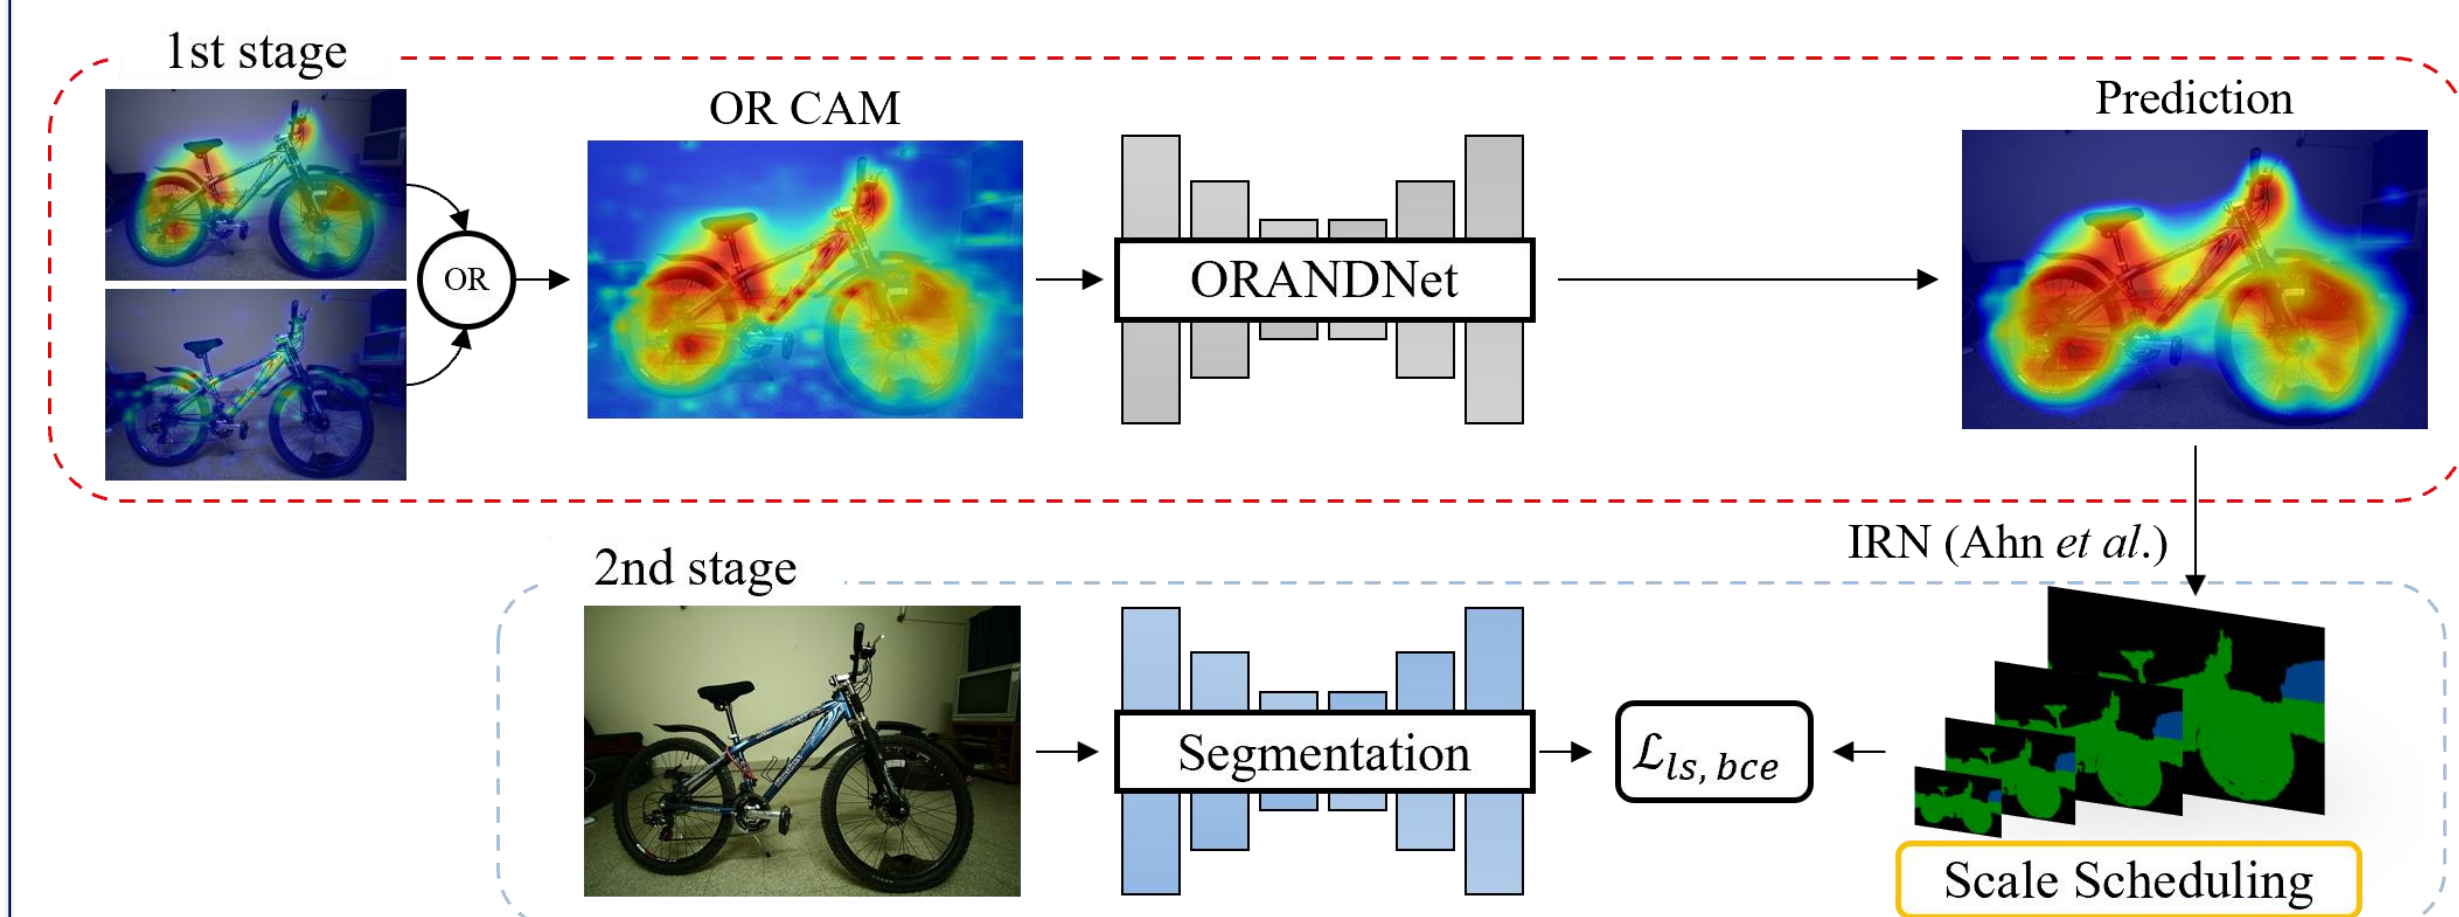 1st stage
OR CAM
Prediction
OR
ORANDNet
IRN (Ahn et al.)
2nd stage
Segmentation
ℒls, bce
Scale Scheduling